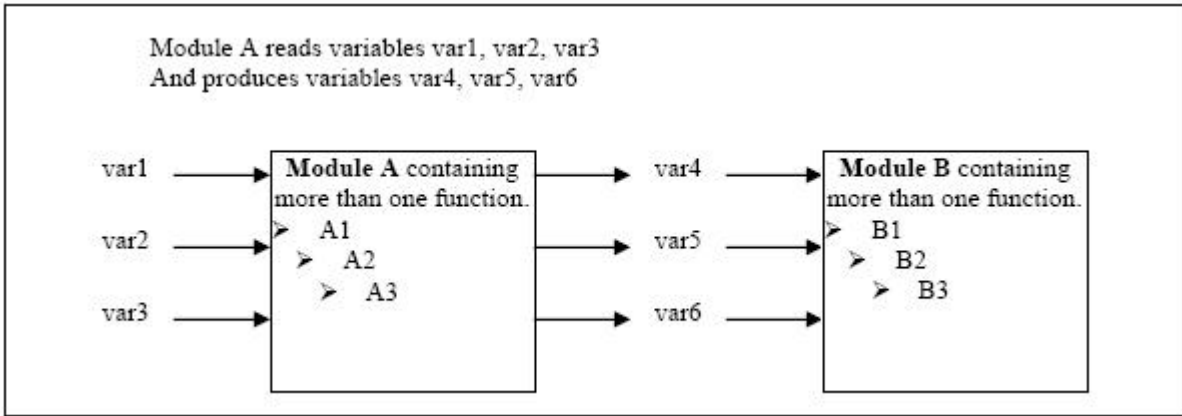 Module A reads variables var1, var2, var3
And produces variables var4, var5, var6
var1
var2
var3
Module A containing
more than one function.
➢ A1
➢ A2
➢ A3
var4
var5
var6
Module B containing
more than one function.
➢ B1
➢ B2
➢ B3